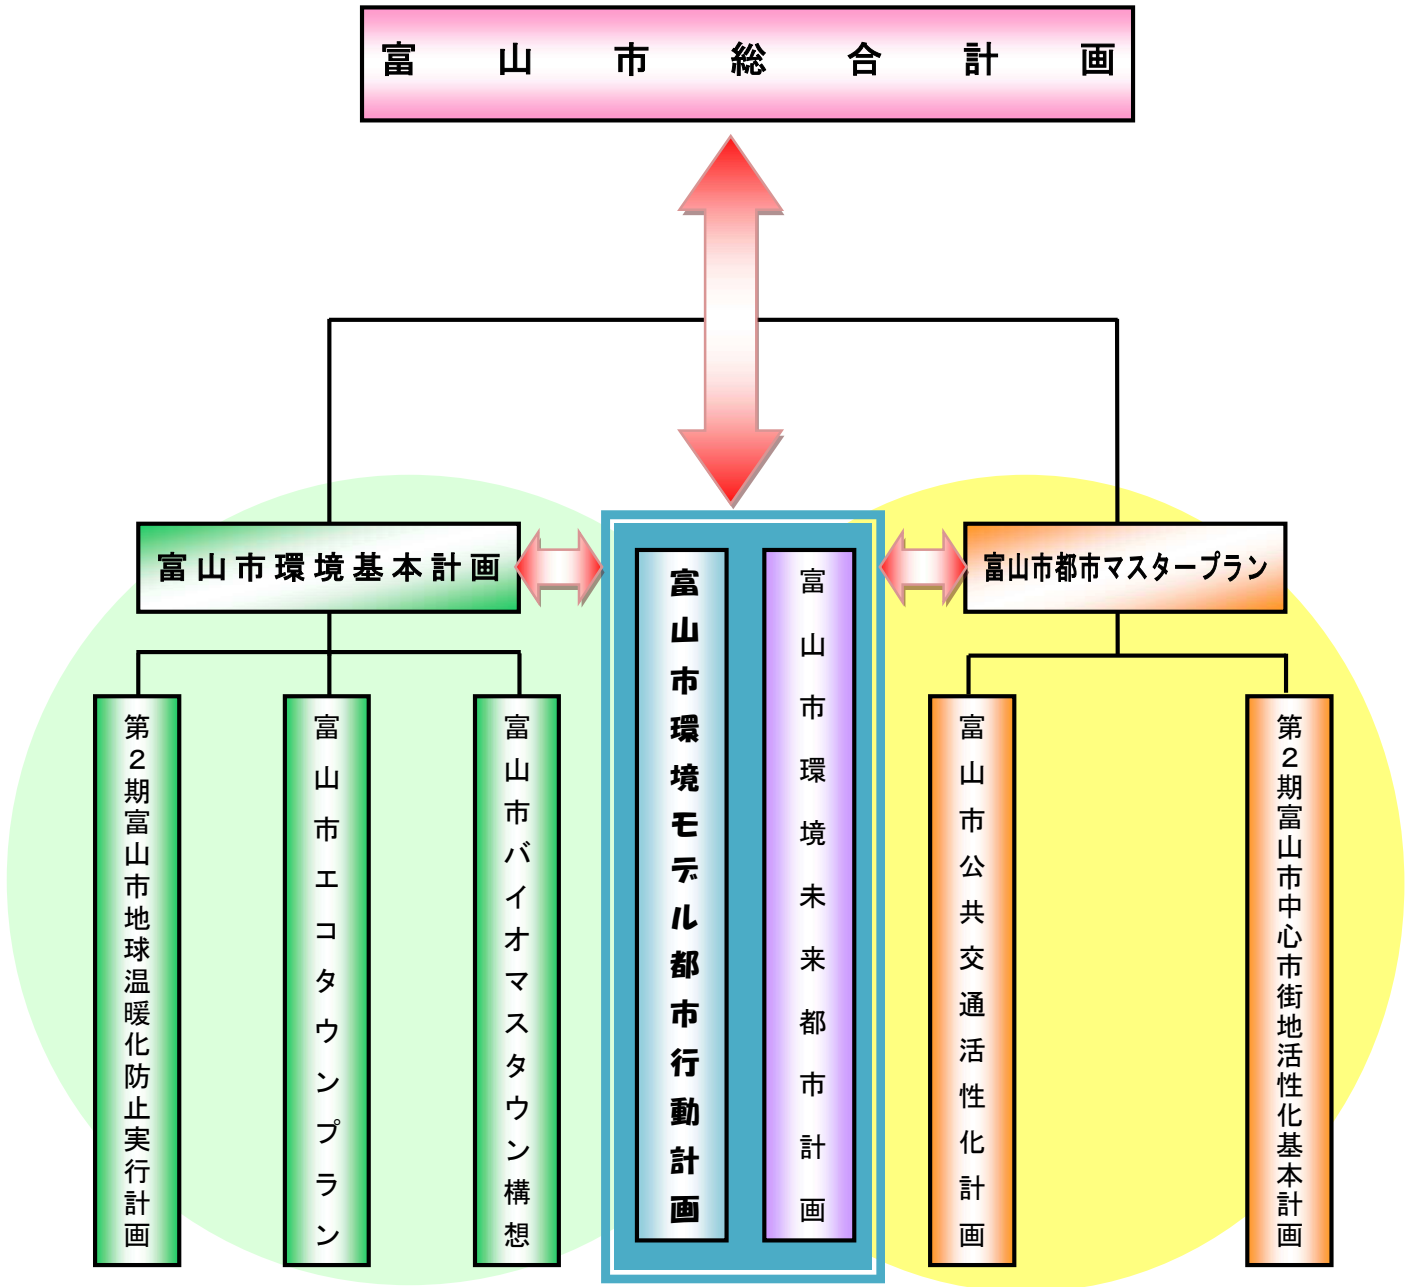 富山市総合計画
富山市環境基本計画
富山市都市マスタープラン
第２期富山市地球温暖化防止実行計画
富山市エコタウンプラン
富山市バイオマスタウン構想
富山市環境モデル都市行動計画
富山市環境未来都市計画
富山市公共交通活性化計画
第２期富山市中心市街地活性化基本計画